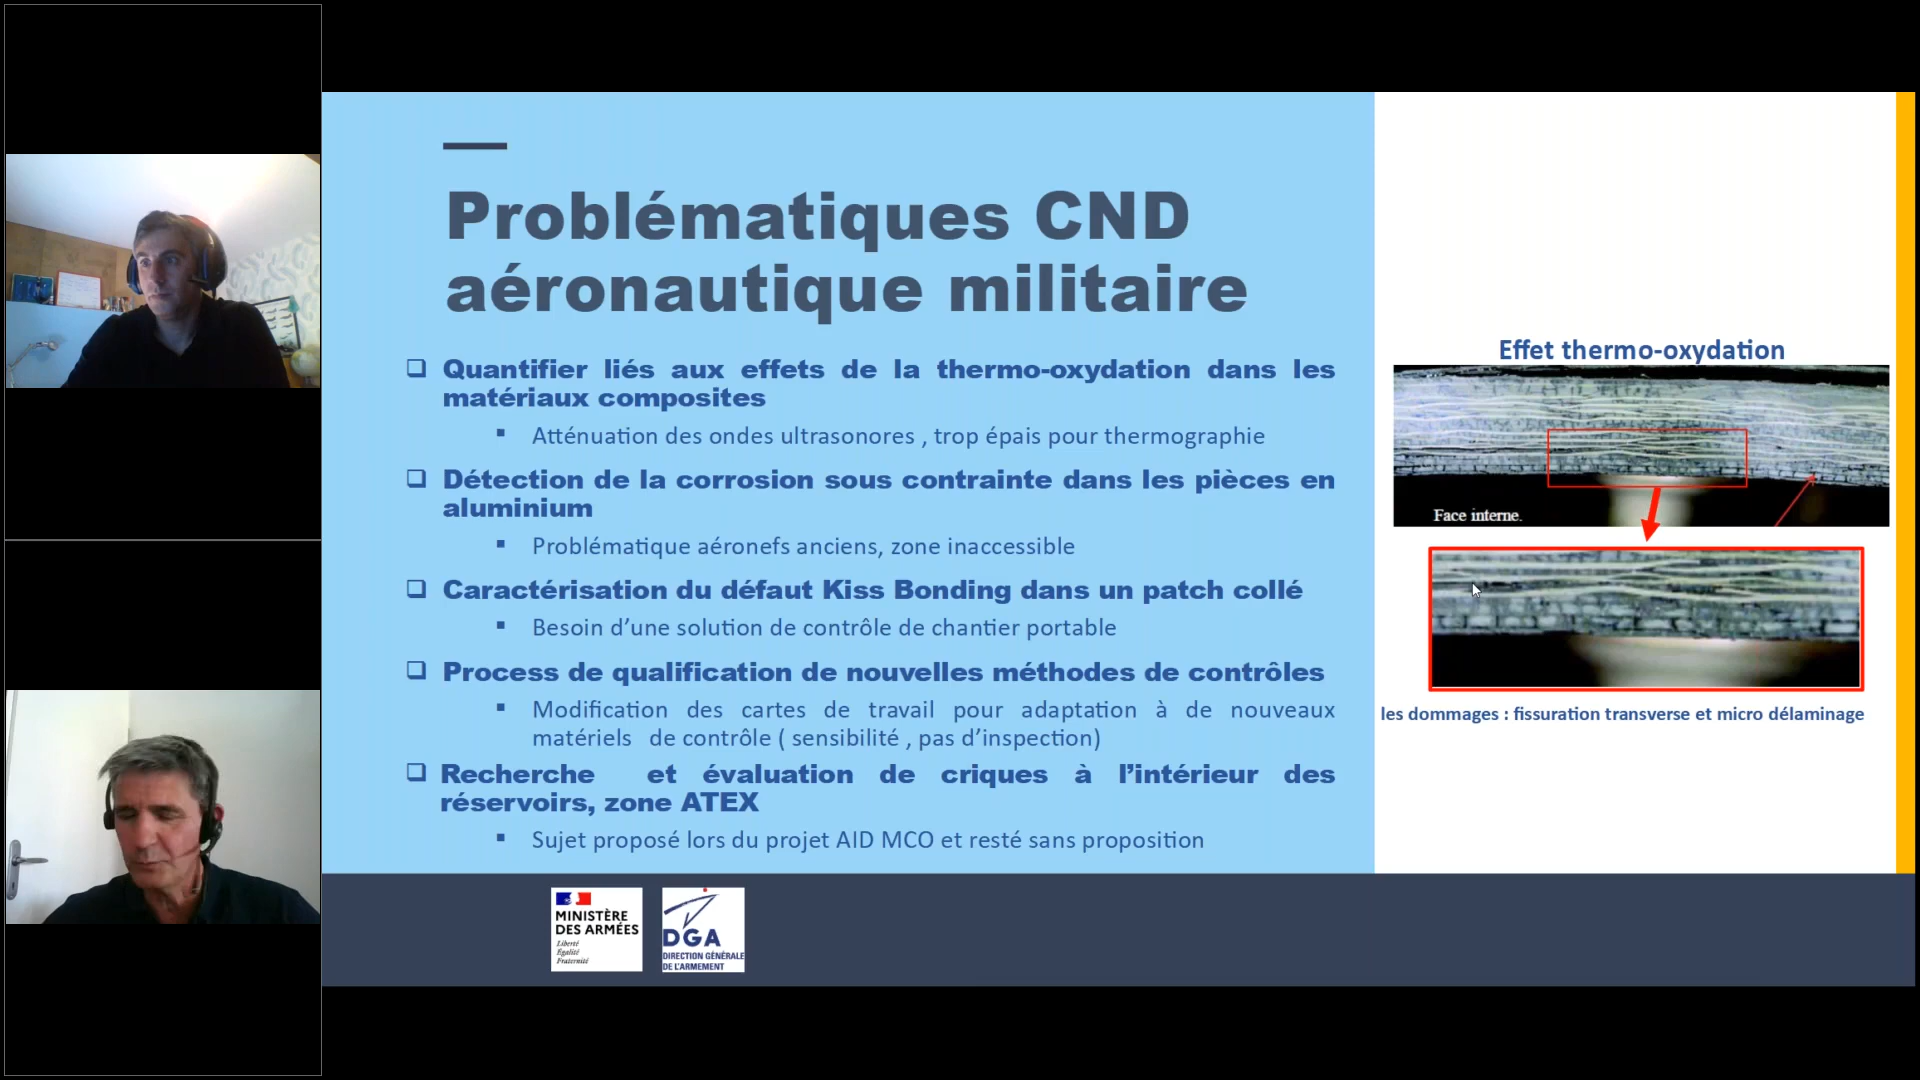 Problématiques CND
aéronautique militaire
❑ Quantifier liés aux effets de la thermo-oxydation dans les
matériaux composites
▪ Atténuation des ondes ultrasonores , trop épais pour thermographie
❑ Détection de la corrosion sous contrainte dans les pièces en
aluminium
▪ Problématique aéronefs anciens, zone inaccessible
❑ Caractérisation du défaut Kiss Bonding dans un patch collé
▪ Besoin d’une solution de contrôle de chantier portable
❑ Process de qualification de nouvelles méthodes de contrôles
▪ Modification des cartes de travail pour adaptation à de nouveaux
matériels de contrôle ( sensibilité , pas d’inspection)
❑ Recherche et évaluation de criques à l’intérieur des
réservoirs, zone ATEX
▪ Sujet proposé lors du projet AID MCO et resté sans proposition
Effet thermo-oxydation
Face interne.
les dommages : fissuration transverse et micro délaminage
MINISTÈRE
DES ARMÉES
Liberté
Égalité
Fraternité
DGA
DIRECTION GÉNÉRALE
DE L'ARMEMENT